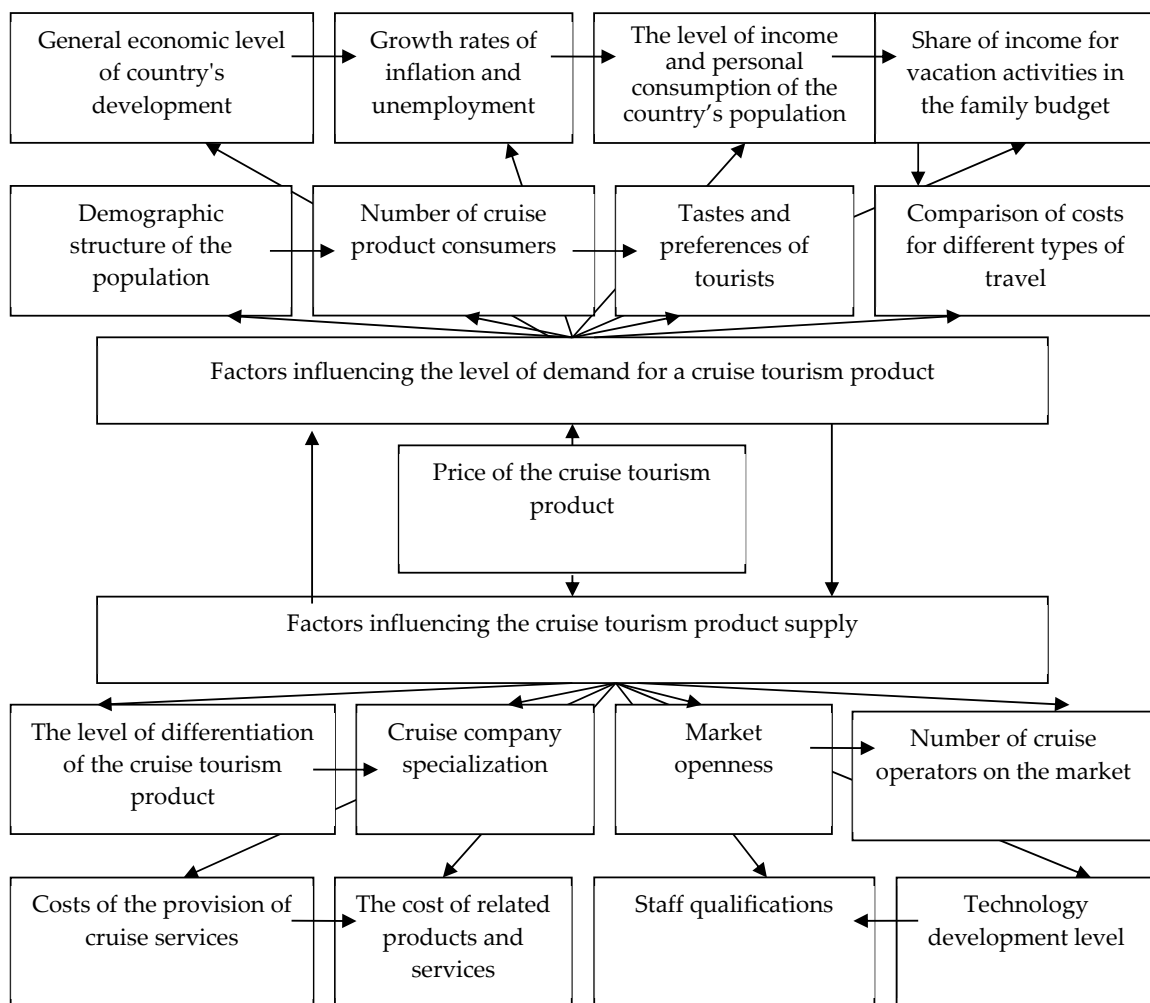 General economic level
of country's
development
Growth rates of
inflation and
unemployment
The level of income
and personal
consumption of the
country’s population
Share of income for
vacation activities in
the family budget
Demographic
structure of the
population
Number of cruise
product consumers
Tastes and
preferences of
tourists
Comparison of costs
for different types of
travel
Factors influencing the level of demand for a cruise tourism product
Price of the cruise tourism
product
Factors influencing the cruise tourism product supply
The level of differentiation
of the cruise tourism
product
Cruise company
specialization
Market
openness
Number of cruise
operators on the market
Costs of the provision of
cruise services
The cost of related
products and
services
Staff qualifications
Technology
development level